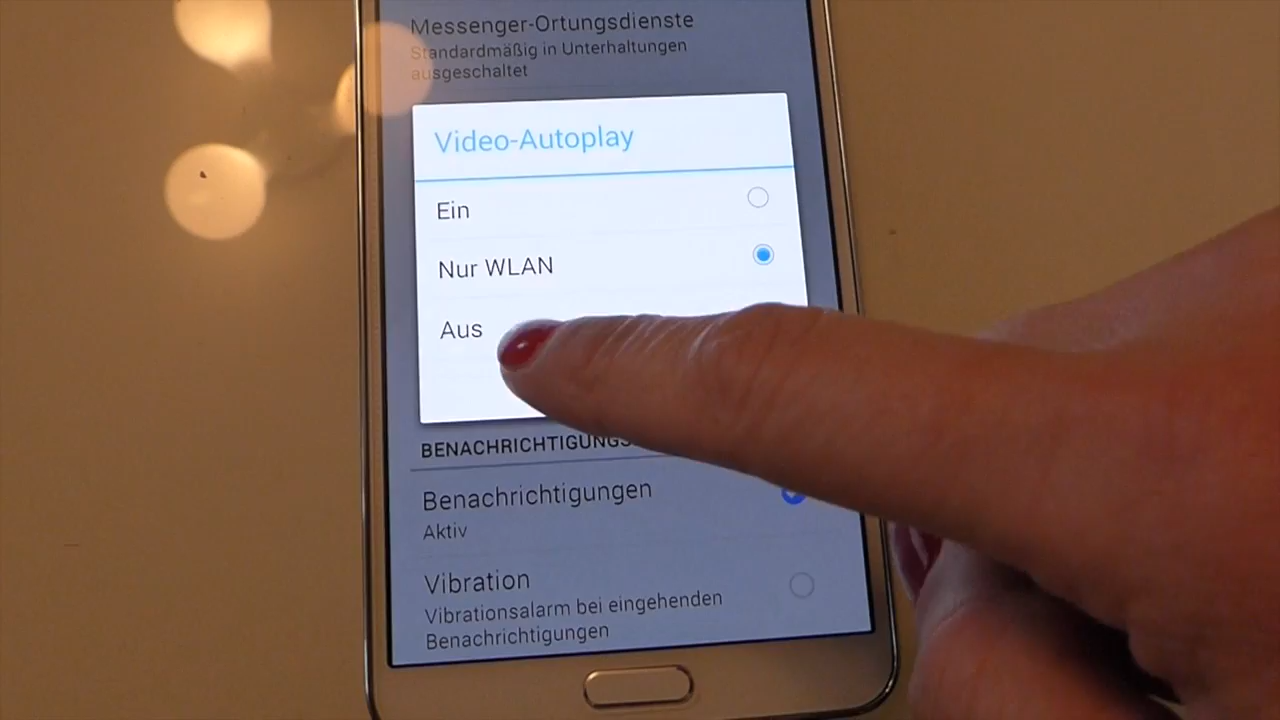 Messenger-Ortungsdienste
Standardmäßig in Unterhaltungen
ausgeschaltet
Video-Autoplay
Ein
Nur WLAN
Aus
BENACHRICHTIGUNGS
Benachrichtigungen
Aktiv
Vibration
Vibrationsalarm bei eingehenden
Benachrichtigungen